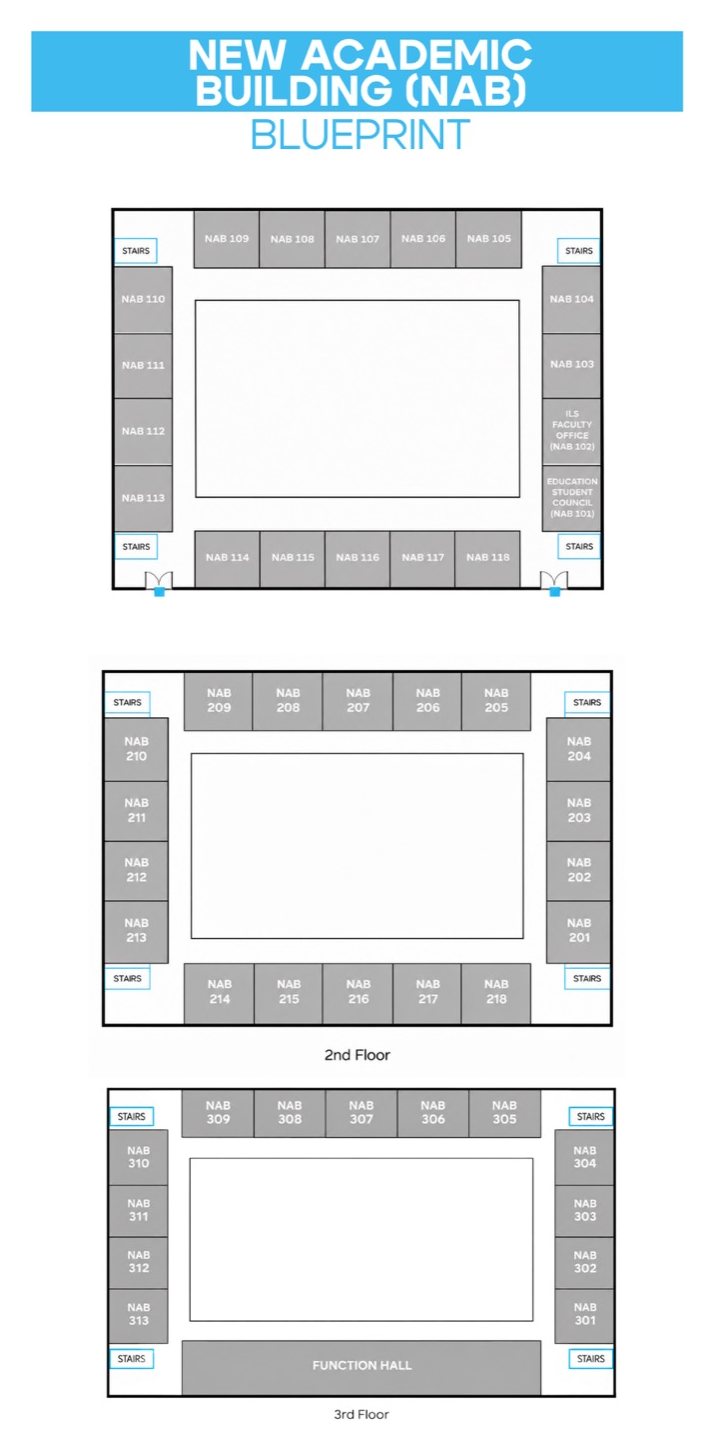 NEW ACADEMIC
BUILDING (NAB)
BLUEPRINT
NAB 109
NAB 108
NAB 107
NAB 106
NAB 105
STAIRS
STAIRS
NAB 110
NAB 104
NAB 111
NAB 103
NAB 112
ILS
FACULTY
OFFICE
(NAB 102)
NAB 113
EDUCATION
STUDENT
COUNCIL
(NAB 101)
STAIRS
STAIRS
NAB 114
NAB 115
NAB 116
NAB 117
NAB 118
NAB
209
NAB
208
NAB
207
NAB
206
NAB
205
STAIRS
STAIRS
NAB
210
NAB
204
NAB
211
NAB
203
NAB
212
NAB
202
NAB
213
NAB
201
STAIRS
STAIRS
NAB
214
NAB
215
NAB
216
NAB
217
NAB
218
2nd Floor
NAB
309
NAB
308
NAB
307
NAB
306
NAB
305
STAIRS
STAIRS
NAB
310
NAB
304
NAB
311
NAB
303
NAB
312
NAB
302
NAB
313
NAB
301
STAIRS
STAIRS
FUNCTION HALL
3rd Floor